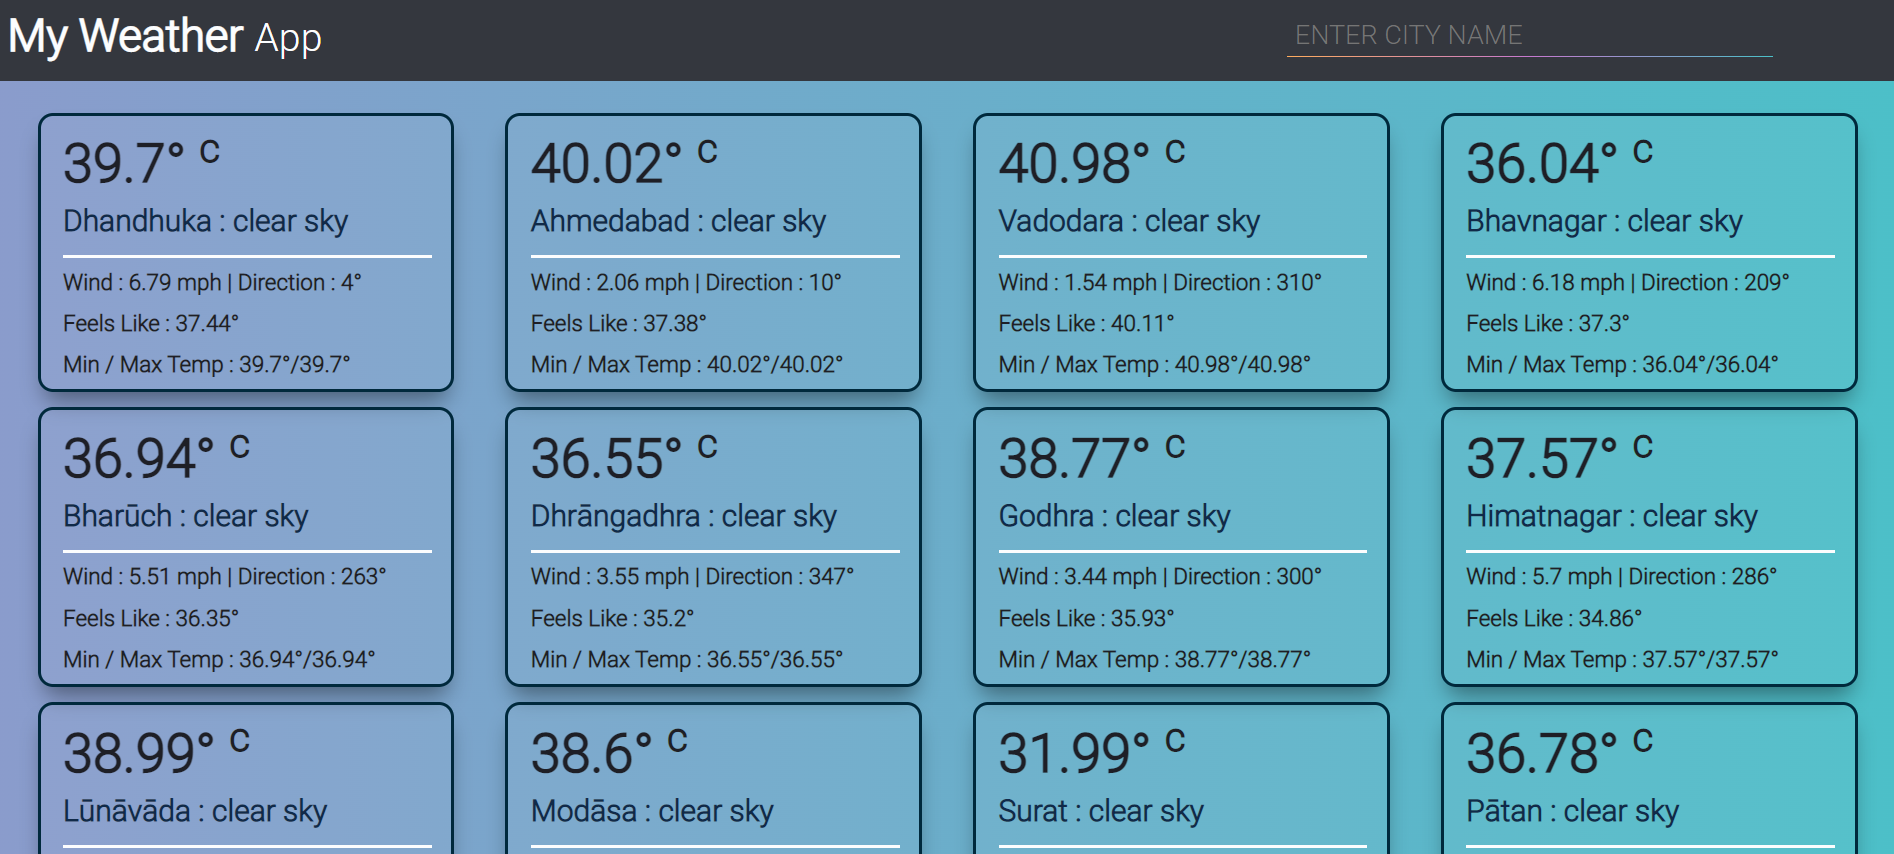 My Weather App
ENTER CITY NAME
39.7° C
Dhandhuka : clear sky
Wind : 6.79 mph | Direction : 4°
Feels Like : 37.44°
Min / Max Temp : 39.7°/39.7°
40.02° C
Ahmedabad : clear sky
Wind : 2.06 mph | Direction : 10°
Feels Like : 37.38°
Min / Max Temp : 40.02°/40.02°
40.98° C
Vadodara : clear sky
Wind : 1.54 mph | Direction : 310°
Feels Like : 40.11°
Min / Max Temp : 40.98°/40.98°
36.04° C
Bhavnagar : clear sky
Wind : 6.18 mph | Direction : 209°
Feels Like : 37.3°
Min / Max Temp : 36.04°/36.04°
36.94° C
Bharūch : clear sky
Wind : 5.51 mph | Direction : 263°
Feels Like : 36.35°
Min / Max Temp : 36.94°/36.94°
36.55° C
Dhrāngadhra : clear sky
Wind : 3.55 mph | Direction : 347°
Feels Like : 35.2°
Min / Max Temp : 36.55°/36.55°
38.77° C
Godhra : clear sky
Wind : 3.44 mph | Direction : 300°
Feels Like : 35.93°
Min / Max Temp : 38.77°/38.77°
37.57° C
Himatnagar : clear sky
Wind : 5.7 mph | Direction : 286°
Feels Like : 34.86°
Min / Max Temp : 37.57°/37.57°
38.99° C
Lūnāvāda : clear sky
38.6° C
Modāsa : clear sky
31.99° C
Surat : clear sky
36.78° C
Pātan : clear sky